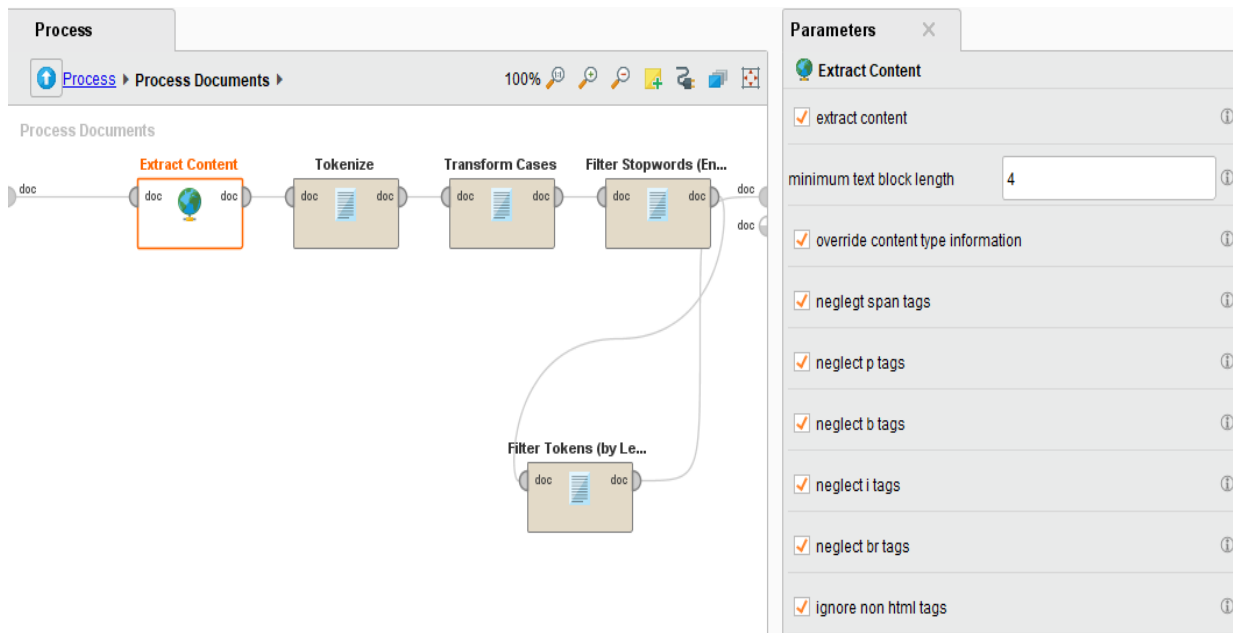 Process
Process Process Documents
100%
Process Documents
Extract Content
Tokenize
Transform Cases
Filter Stopwords (En...
doc
doc doc
doc doc
doc doc
doc doc
doc
doc
Filter Tokens (by Le...
doc doc
Parameters
Extract Content
extract content
minimum text block length 4
override content type information
neglegt span tags
neglect p tags
neglect b tags
neglect i tags
neglect br tags
ignore non html tags